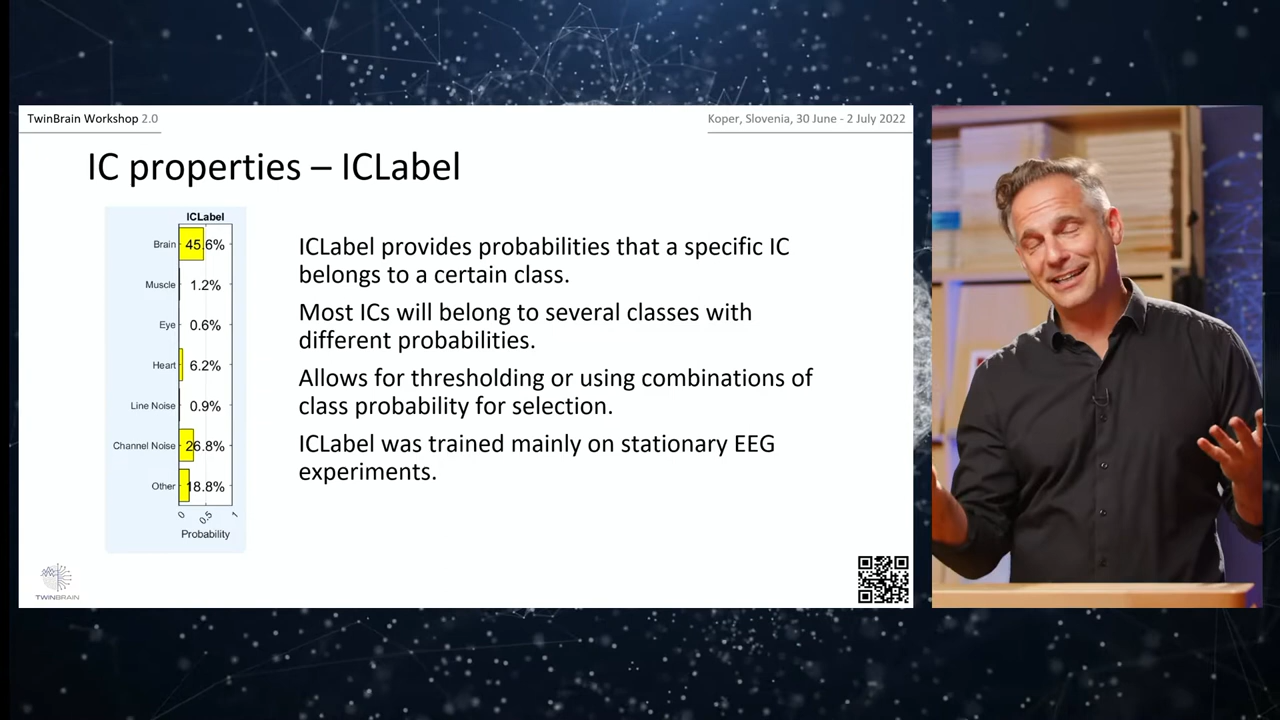 TwinBrain Workshop 2.0
Koper, Slovenia, 30 June - 2 July 2022
IC properties – ICLabel
ICLabel
Brain 45.6%
Muscle 1.2%
Eye 0.6%
Heart 6.2%
Line Noise 0.9%
Channel Noise 26.8%
Other 18.8%
0 0.5 1
Probability
ICLabel provides probabilities that a specific IC
belongs to a certain class.
Most ICs will belong to several classes with
different probabilities.
Allows for thresholding or using combinations of
class probability for selection.
ICLabel was trained mainly on stationary EEG
experiments.
TWINBRAIN